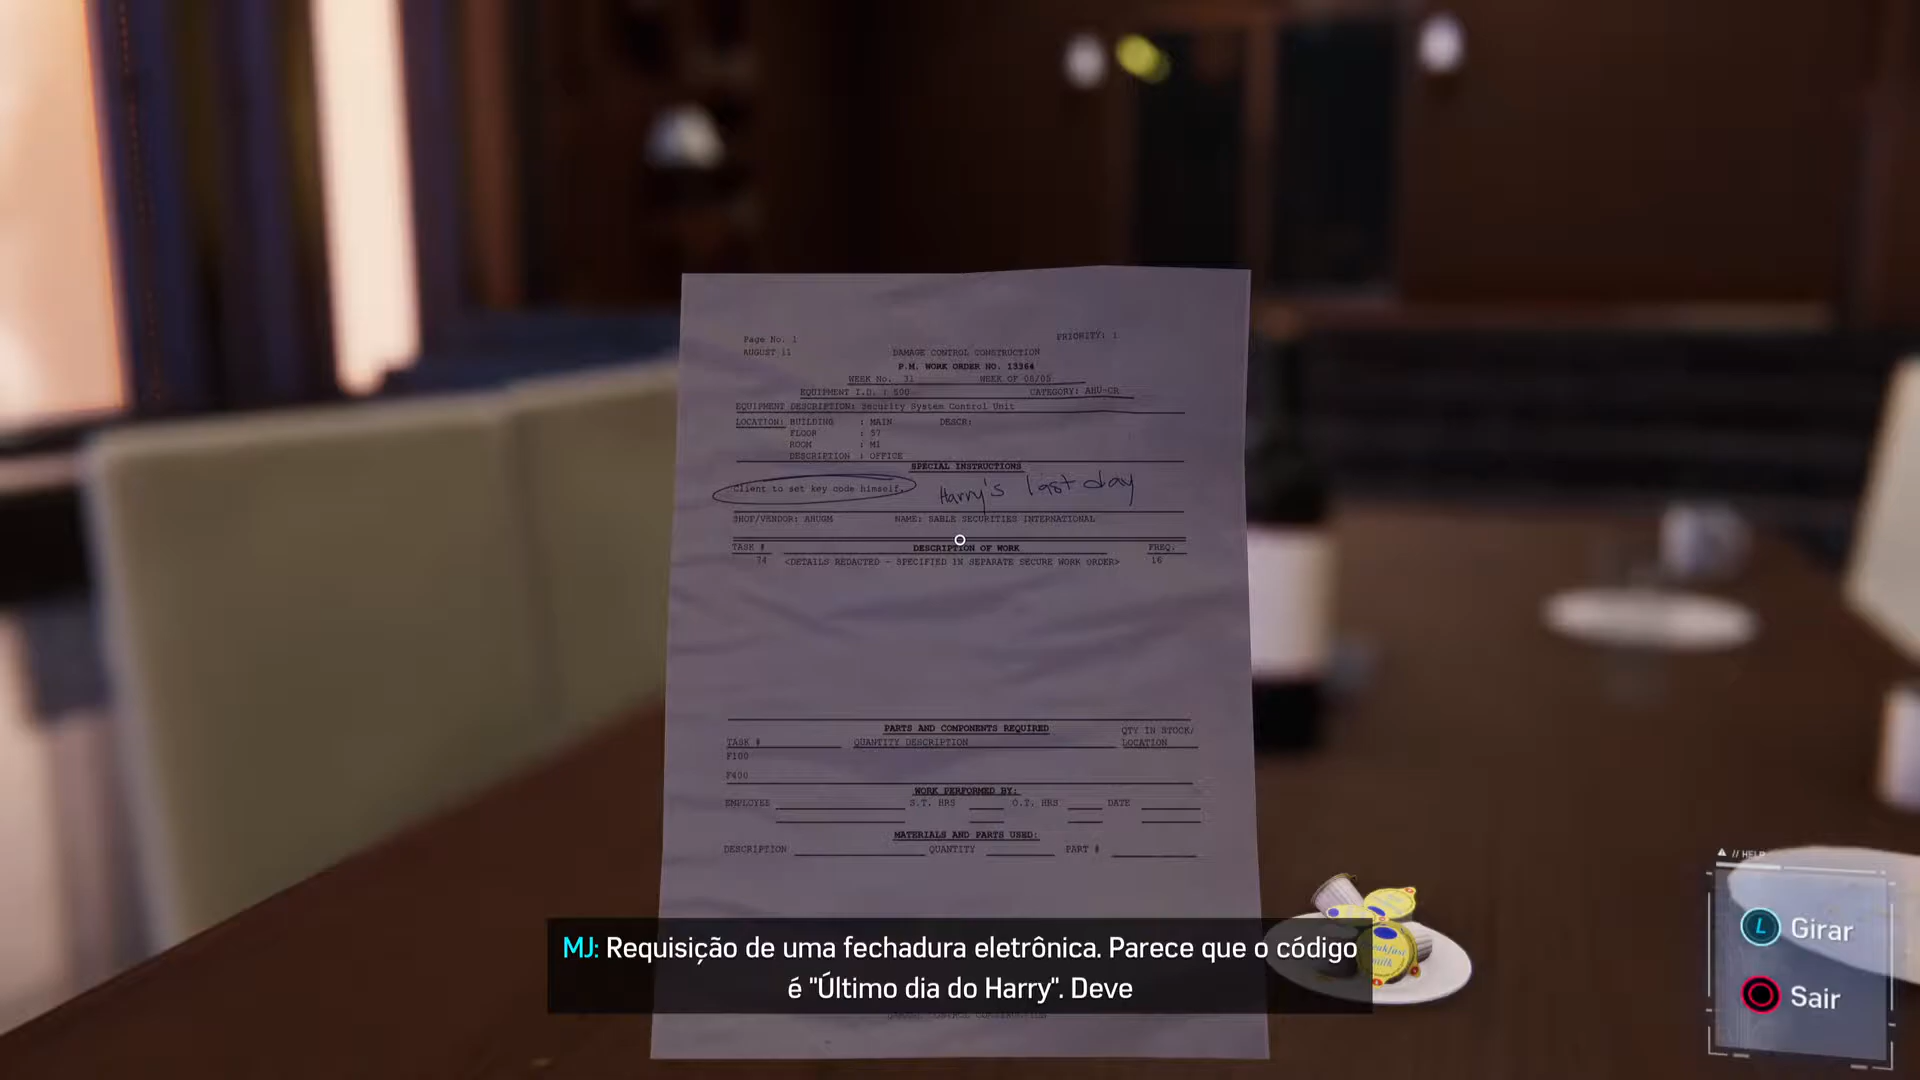 Page No. 1
PRIORITY: 1
AUGUST 11
DAMAGE CONTROL CONSTRUCTION
P.M. WORK ORDER NO. 13364
WEEK No. 31 WEEK OF 08/05
EQUIPMENT I.D. : 500 CATEGORY: AHU-CR
EQUIPMENT DESCRIPTION: Security System Control Unit
LOCATION: BUILDING : MAIN DESCR:
FLOOR : 57
ROOM : M1
DESCRIPTION : OFFICE
SPECIAL INSTRUCTIONS
Client to set key code himself.
Harry's last day
SHOP/VENDOR: ANUGM NAME: SABLE SECURITIES INTERNATIONAL
TASK # DESCRIPTION OF WORK FREQ.
74 <DETAILS REDACTED - SPECIFIED IN SEPARATE SECURE WORK ORDER> 16
PARTS AND COMPONENTS REQUIRED
TASK # QUANTITY DESCRIPTION QTY IN STOCK/
LOCATION
F100
F400
WORK PERFORMED BY:
EMPLOYEE S.T. HRS O.T. HRS DATE
MATERIALS AND PARTS USED:
DESCRIPTION QUANTITY PART #
milk
MJ: Requisição de uma fechadura eletrônica. Parece que o código
é "Último dia do Harry". Deve
// HELP
L Girar
Sair